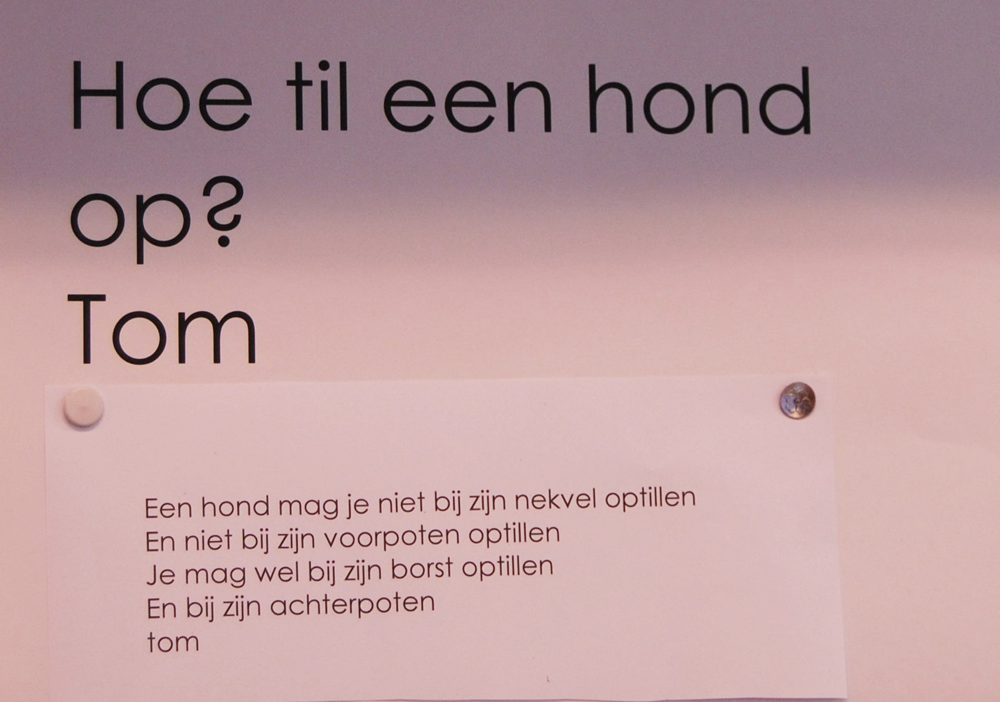 Hoe til een hond
op?
Tom
Een hond mag je niet bij zijn nekvel optillen
En niet bij zijn voorpoten optillen
Je mag wel bij zijn borst optillen
En bij zijn achterpoten
tom